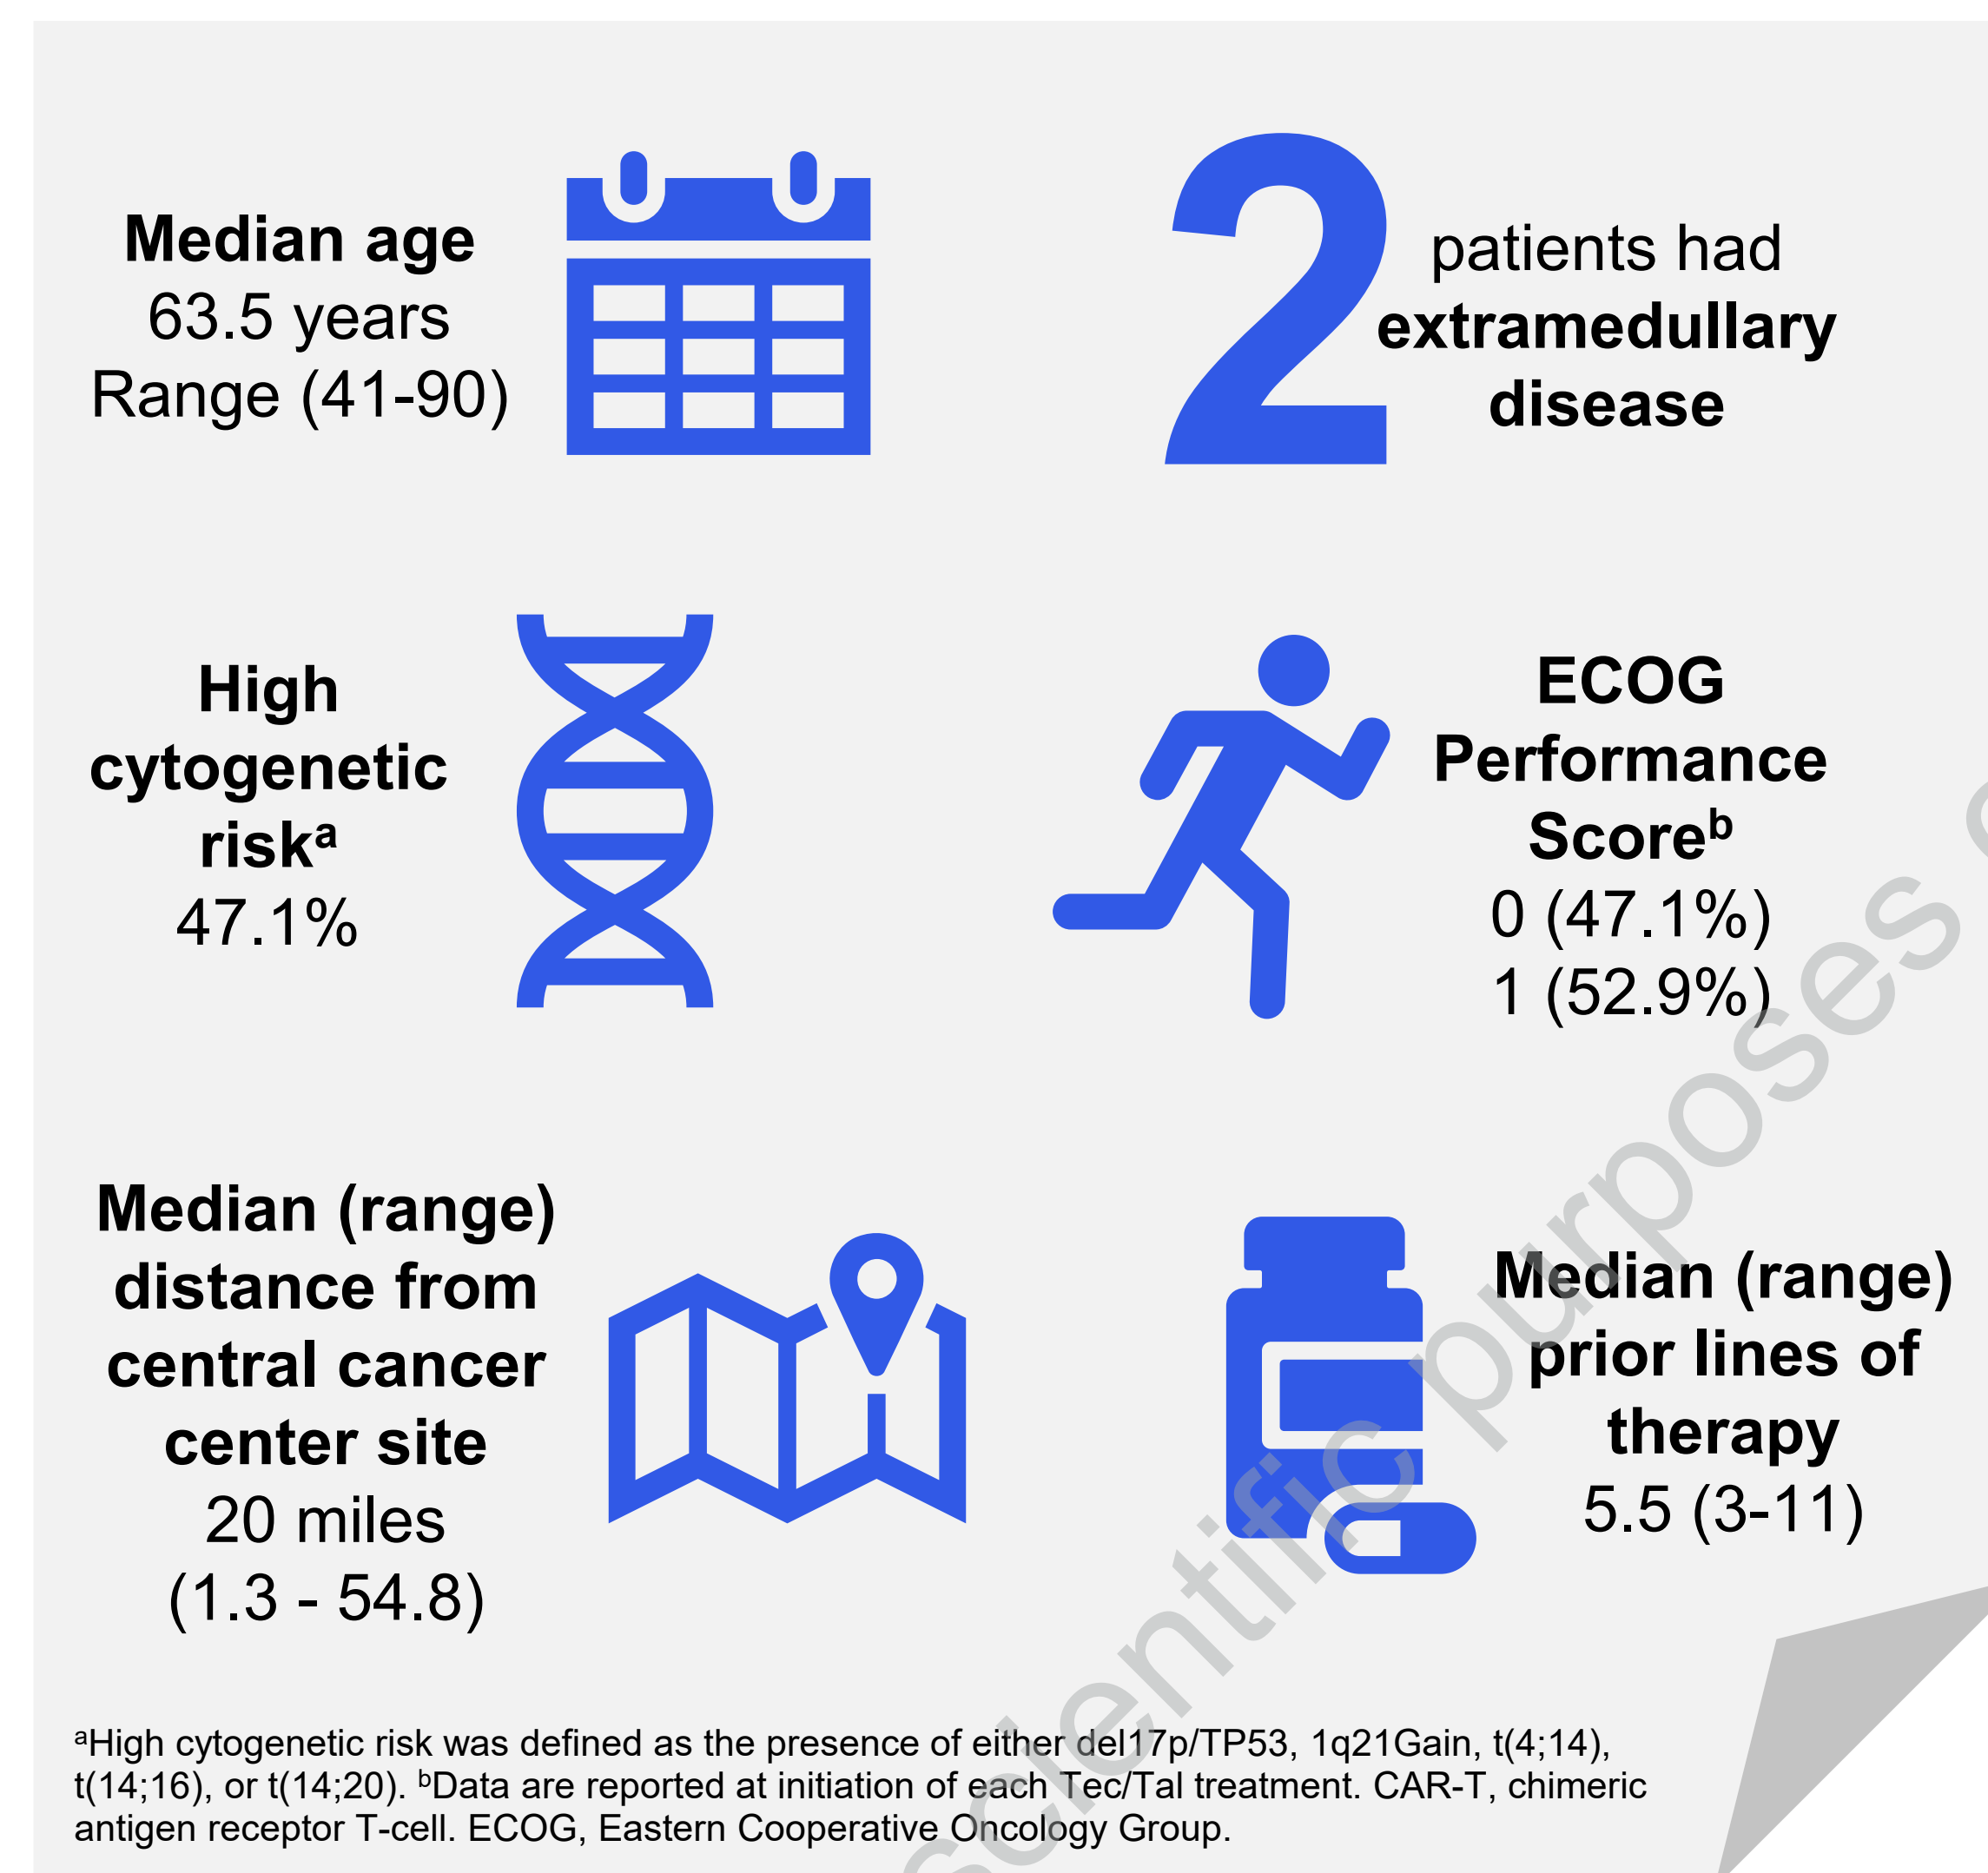 Median age
63.5 years
Range (41-90)
2
patients had
extramedullary
disease
High
cytogenetic
riskᵃ
47.1%
ECOG
Performance
Scoreᵇ
0 (47.1%)
1 (52.9%)
Median (range)
distance from
central cancer
center site
20 miles
(1.3 - 54.8)
Median (range)
prior lines of
therapy
5.5 (3-11)
ᵃHigh cytogenetic risk was defined as the presence of either del17p/TP53, 1q21Gain, t(4;14),
t(14;16), or t(14;20). ᵇData are reported at initiation of each Tec/Tal treatment. CAR-T, chimeric
antigen receptor T-cell. ECOG, Eastern Cooperative Oncology Group.
scientific purposes